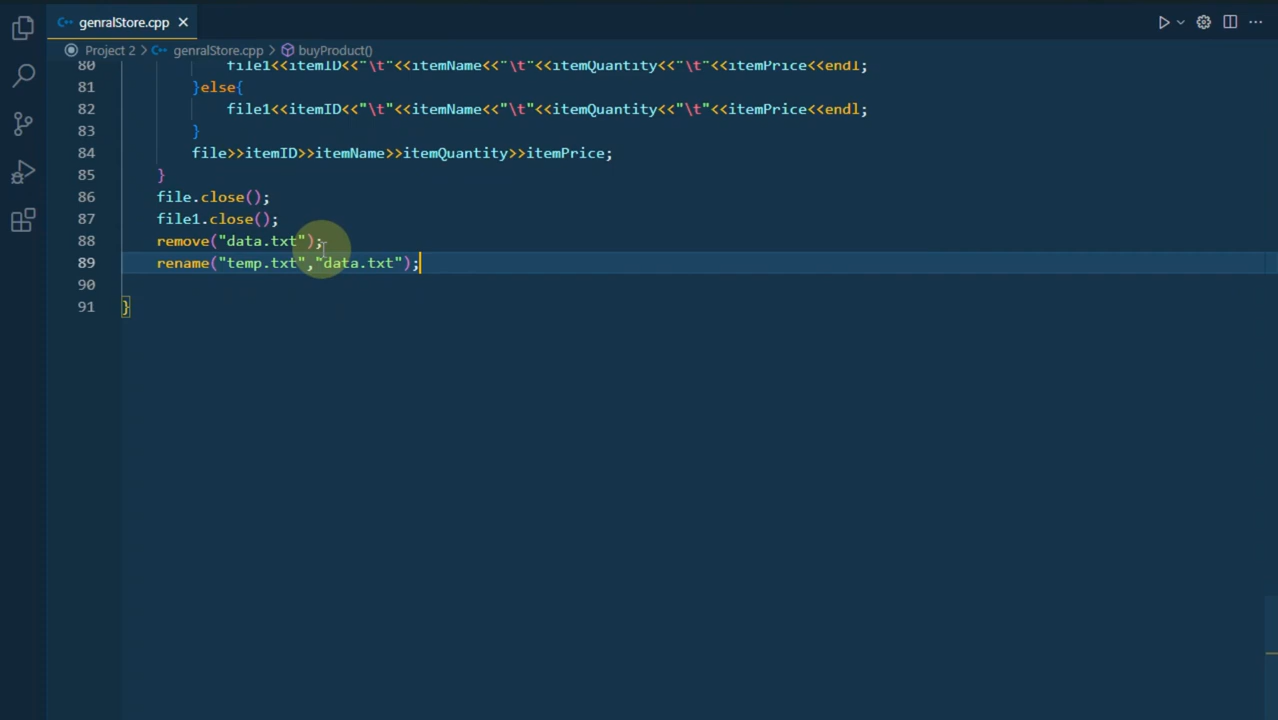 genralStore.cpp
Project 2 > genralStore.cpp > buyProduct()
80 file1<<itemID<<"\t"<<itemName<<"\t"<<itemQuantity<<"\t"<<itemPrice<<endl;
81 }else{
82 file1<<itemID<<"\t"<<itemName<<"\t"<<itemQuantity<<"\t"<<itemPrice<<endl;
83 }
84 file>>itemID>>itemName>>itemQuantity>>itemPrice;
85 }
86 file.close();
87 file1.close();
88 remove("data.txt");
89 rename("temp.txt","data.txt");
90
91 }